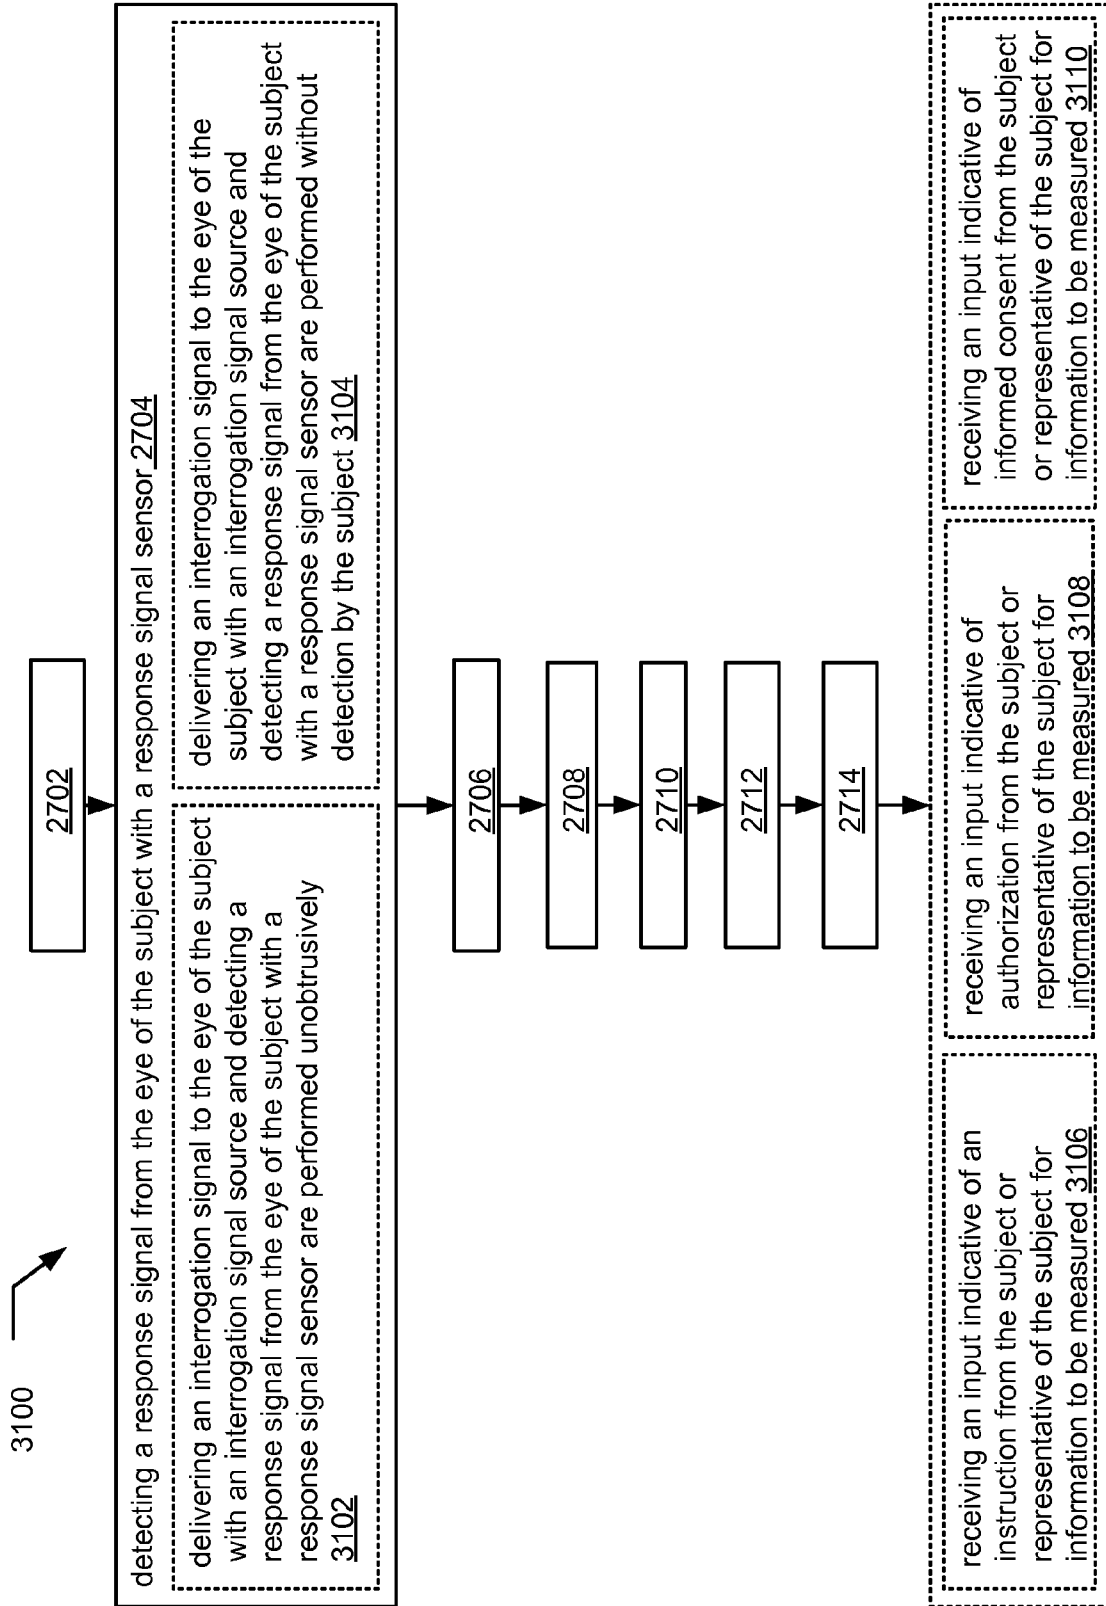 3100
2702
detecting a response signal from the eye of the subject with a response signal sensor 2704
delivering an interrogation signal to the eye of the subject
with an interrogation signal source and detecting a
response signal from the eye of the subject with a
response signal sensor are performed unobtrusively
3102
delivering an interrogation signal to the eye of the
subject with an interrogation signal source and
detecting a response signal from the eye of the subject
with a response signal sensor are performed without
detection by the subject 3104
2706
2708
2710
2712
2714
receiving an input indicative of an
instruction from the subject or
representative of the subject for
information to be measured 3106
receiving an input indicative of
authorization from the subject or
representative of the subject for
information to be measured 3108
receiving an input indicative of
informed consent from the subject
or representative of the subject for
information to be measured 3110